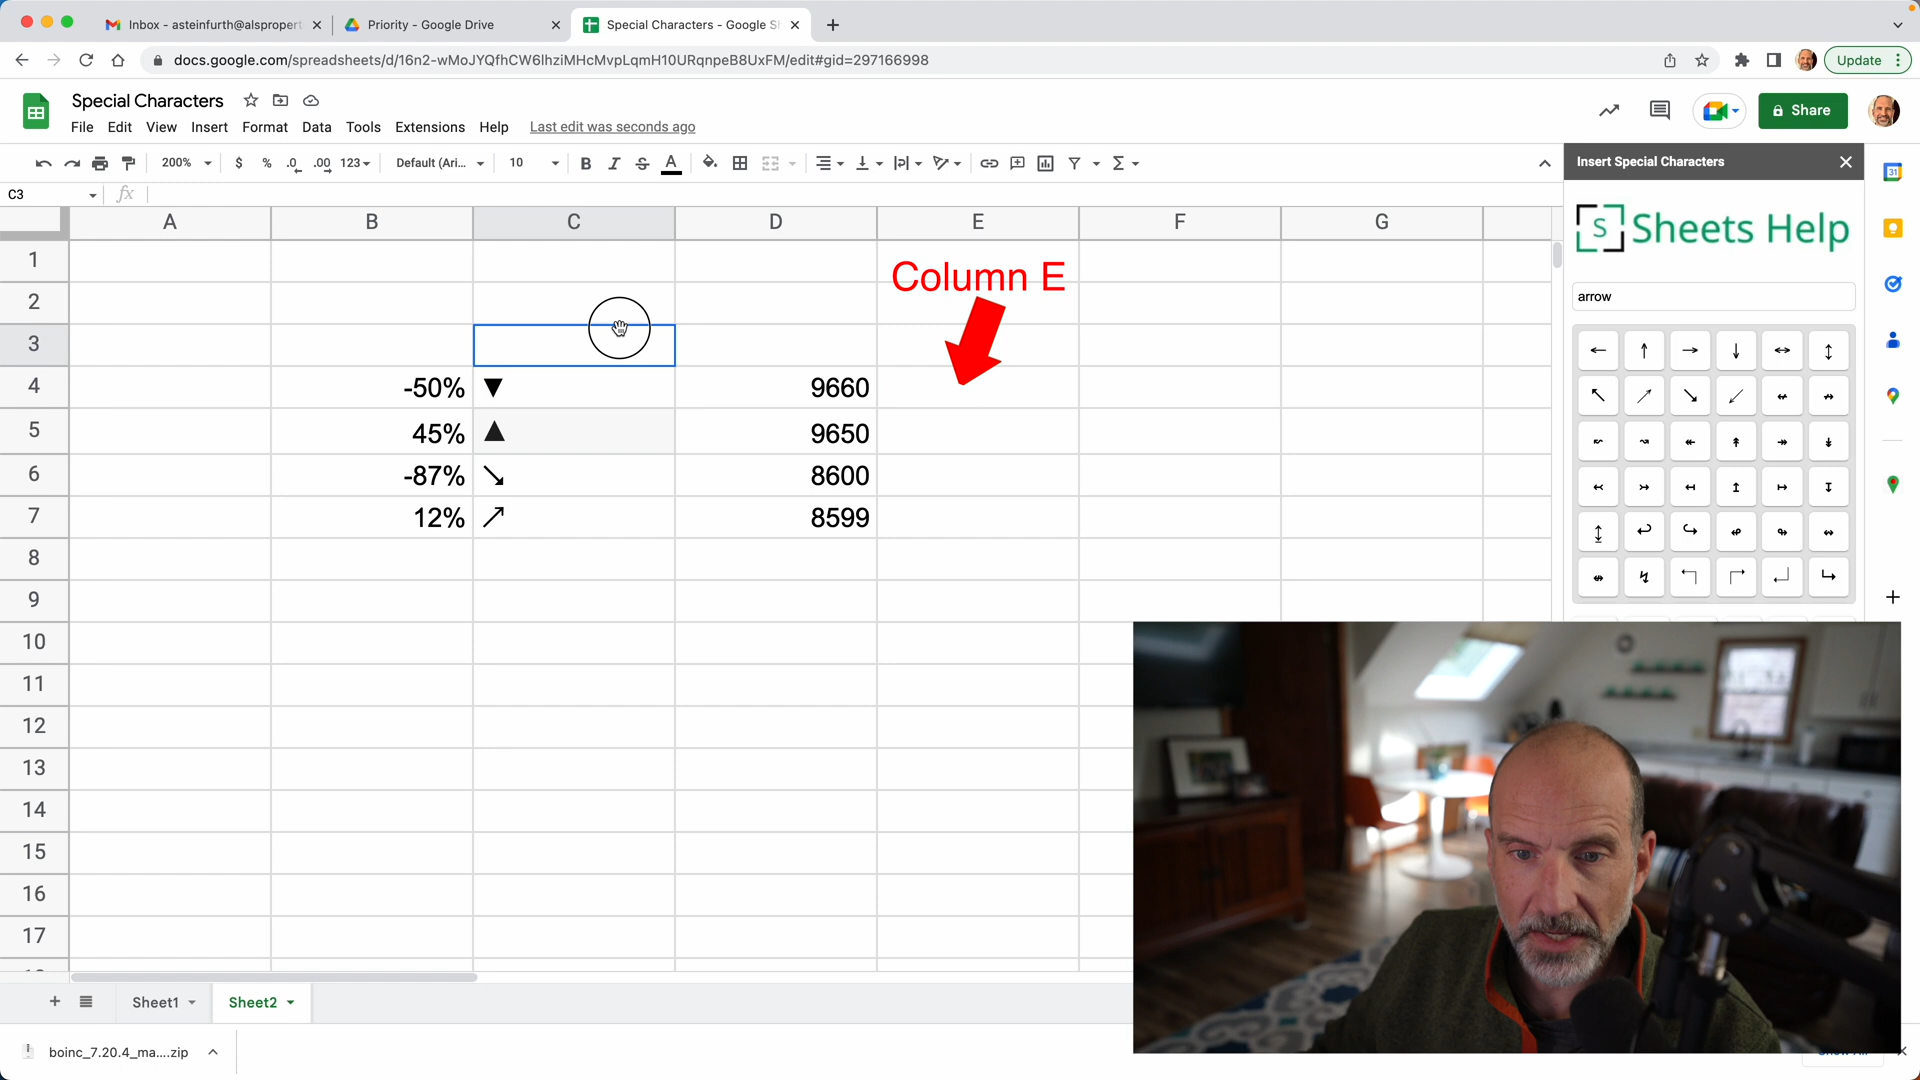 Inbox - asteinfurth@alspropert
Priority - Google Drive
Special Characters - Google Sh
docs.google.com/spreadsheets/d/16n2-wMoJYQfhCW6lhziMHcMvpLqmH10URqnpeB8UxFM/edit#gid=297166998
Update
Special Characters
File Edit View Insert Format Data Tools Extensions Help Last edit was seconds ago
Share
200% $ % .0 .00 123 Default (Ari... 10 B I S A
Insert Special Characters
C3 fx
A B C D E F G
S Sheets Help
arrow
Column E
1
2
3
4 -50% ▼ 9660
5 45% ▲ 9650
6 -87% ↘ 8600
7 12% ↗ 8599
8
9
10
11
12
13
14
15
16
17
31
Sheet1 Sheet2
boinc_7.20.4_ma....zip